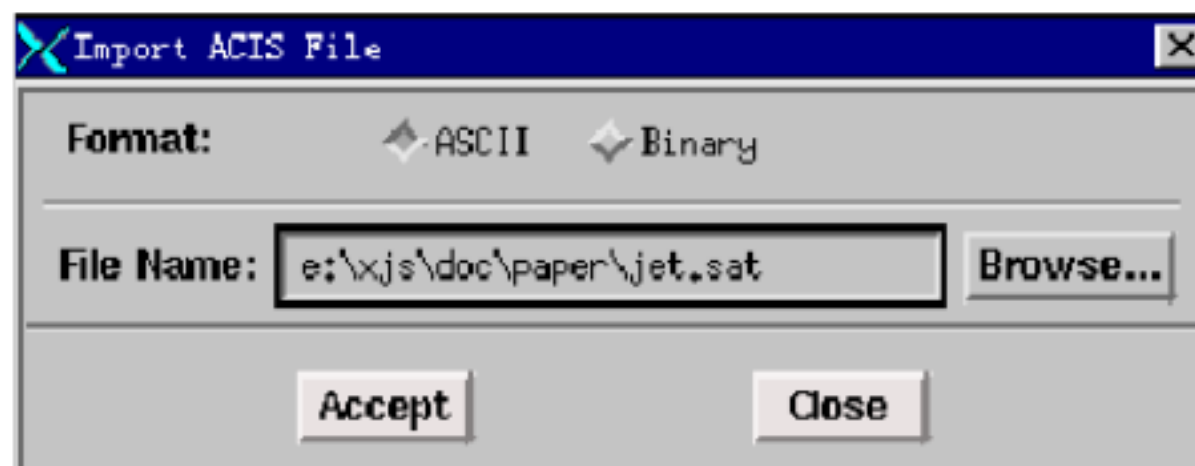 Import ACIS File
Format: ASCII Binary
File Name: e:\xjs\doc\paper\jet.sat Browse...
Accept Close